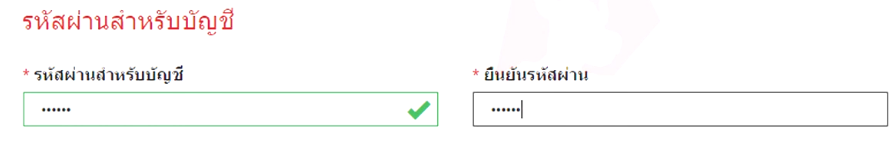 รหัสผ่านสำหรับบัญชี
* รหัสผ่านสำหรับบัญชี
* ยืนยันรหัสผ่าน
•••••• ••••••